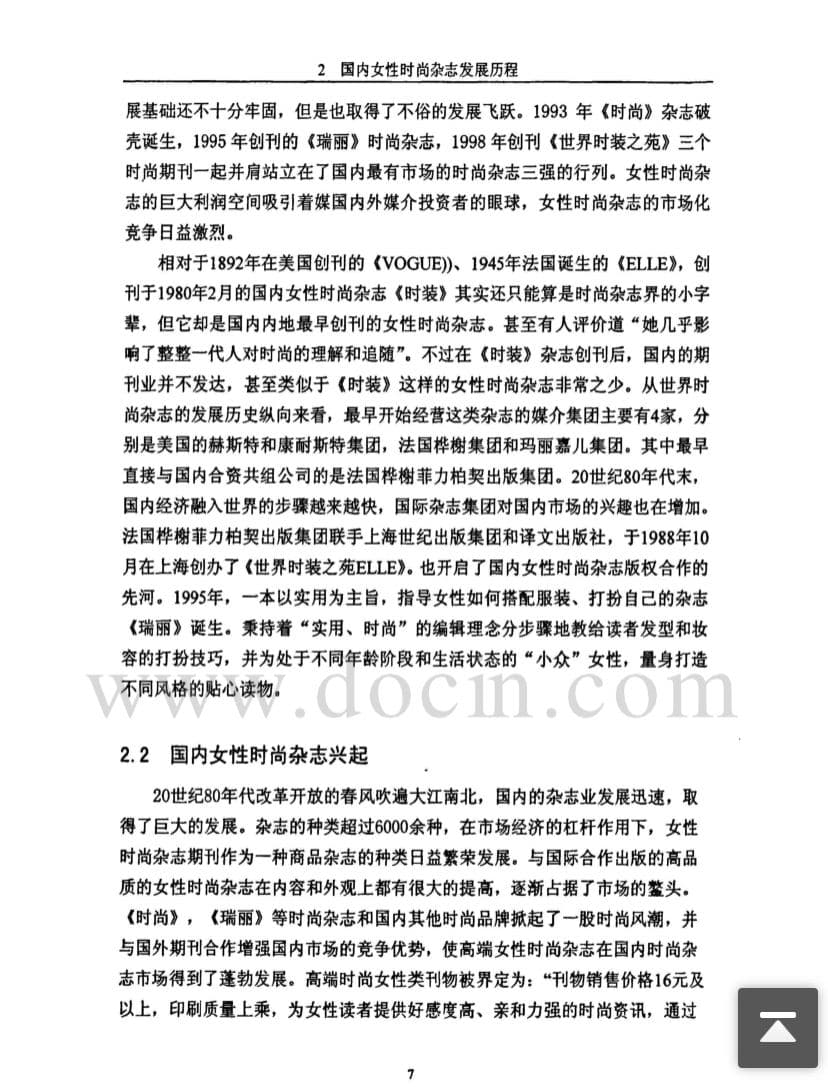 2 国内女性时尚杂志发展历程
展基础还不十分牢固，但是也取得了不俗的发展飞跃。1993 年《时尚》杂志破
壳诞生，1995 年创刊的《瑞丽》时尚杂志，1998 年创刊《世界时装之苑》三个
时尚期刊一起并肩站立在了国内最有市场的时尚杂志三强的行列。女性时尚杂
志的巨大利润空间吸引着媒国内外媒介投资者的眼球，女性时尚杂志的市场化
竞争日益激烈。
相对于1892年在美国创刊的《VOGUE))、1945年法国诞生的《ELLE》，创
刊于1980年2月的国内女性时尚杂志《时装》其实还只能算是时尚杂志界的小字
辈，但它却是国内内地最早创刊的女性时尚杂志。甚至有人评价道“她几乎影
响了整整一代人对时尚的理解和追随”。不过在《时装》杂志创刊后，国内的期
刊业并不发达，甚至类似于《时装》这样的女性时尚杂志非常之少。从世界时
尚杂志的发展历史纵向来看，最早开始经营这类杂志的媒介集团主要有4家，分
别是美国的赫斯特和康耐斯特集团，法国桦榭集团和玛丽嘉儿集团。其中最早
直接与国内合资共组公司的是法国桦榭菲力柏契出版集团。20世纪80年代末，
国内经济融入世界的步骤越来越快，国际杂志集团对国内市场的兴趣也在增加。
法国桦榭菲力柏契出版集团联手上海世纪出版集团和译文出版社，于1988年10
月在上海创办了《世界时装之苑ELLE》。也开启了国内女性时尚杂志版权合作的
先河。1995年，一本以实用为主旨，指导女性如何搭配服装、打扮自己的杂志
《瑞丽》诞生。秉持着“实用、时尚”的编辑理念分步骤地教给读者发型和妆
容的打扮技巧，并为处于不同年龄阶段和生活状态的“小众”女性，量身打造
不同风格的贴心读物。
www.docin.com
2.2 国内女性时尚杂志兴起
20世纪80年代改革开放的春风吹遍大江南北，国内的杂志业发展迅速，取
得了巨大的发展。杂志的种类超过6000余种，在市场经济的杠杆作用下，女性
时尚杂志期刊作为一种商品杂志的种类日益繁荣发展。与国际合作出版的高品
质的女性时尚杂志在内容和外观上都有很大的提高，逐渐占据了市场的鳌头。
《时尚》，《瑞丽》等时尚杂志和国内其他时尚品牌掀起了一股时尚风潮，并
与国外期刊合作增强国内市场的竞争优势，使高端女性时尚杂志在国内时尚杂
志市场得到了蓬勃发展。高端时尚女性类刊物被界定为：“刊物销售价格16元及
以上，印刷质量上乘，为女性读者提供好感度高、亲和力强的时尚资讯，通过
7